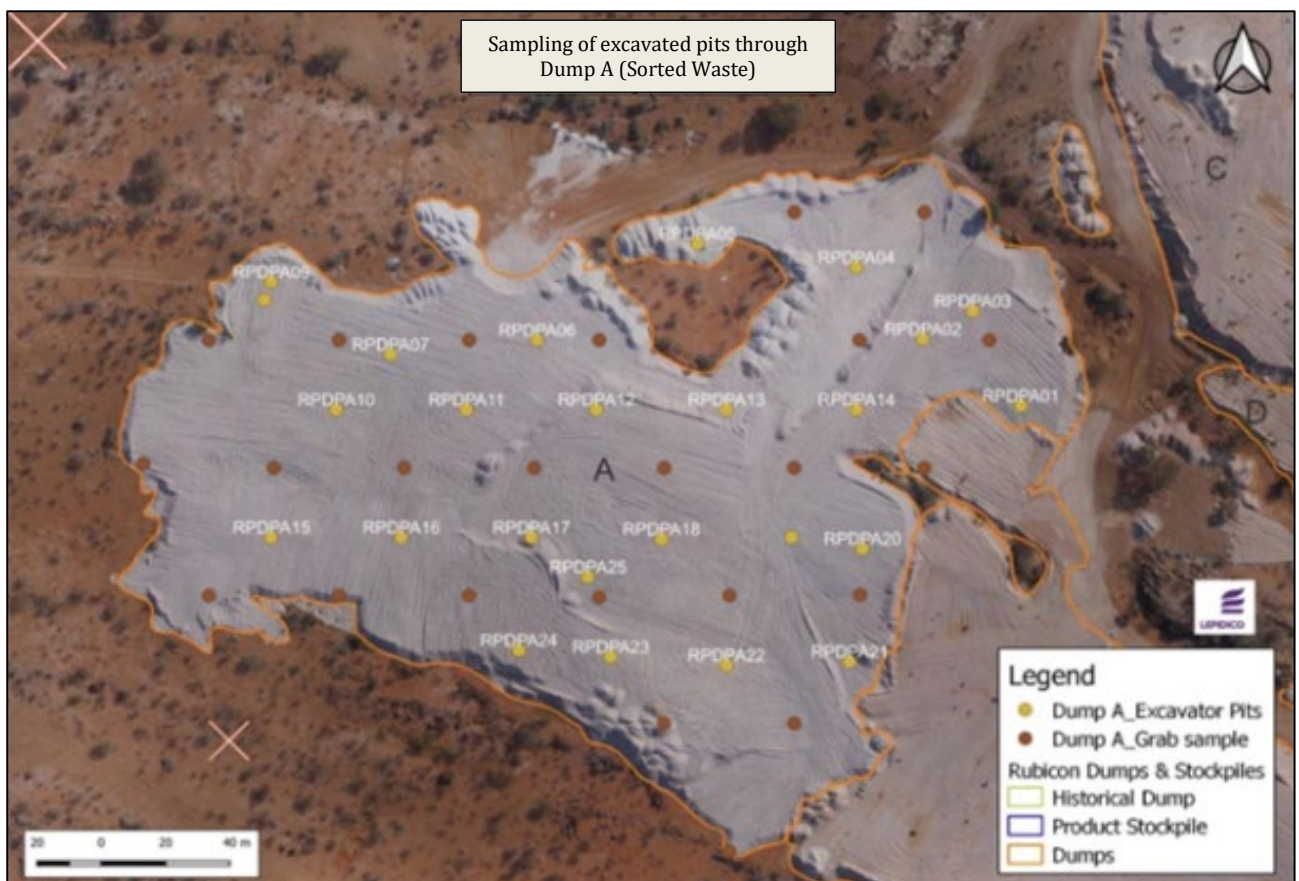 Sampling of excavated pits through
Dump A (Sorted Waste)
C
RPDPA05
RPDPA04
RPDPA09
RPDPA03
RPDPA06
RPDPA02
RPDPA07
D
RPDPA10
RPDPA11
RPDPA12
RPDPA13
RPDPA14
RPDPA01
A
RPDPA15
RPDPA16
RPDPA17
RPDPA18
RPDPA20
RPDPA25
LEPIDICO
RPDPA24
RPDPA23
RPDPA22
RPDPA21
Legend
Dump A_Excavator Pits
Dump A_Grab sample
Rubicon Dumps & Stockpiles
Historical Dump
Product Stockpile
Dumps
20 0 20 40 m